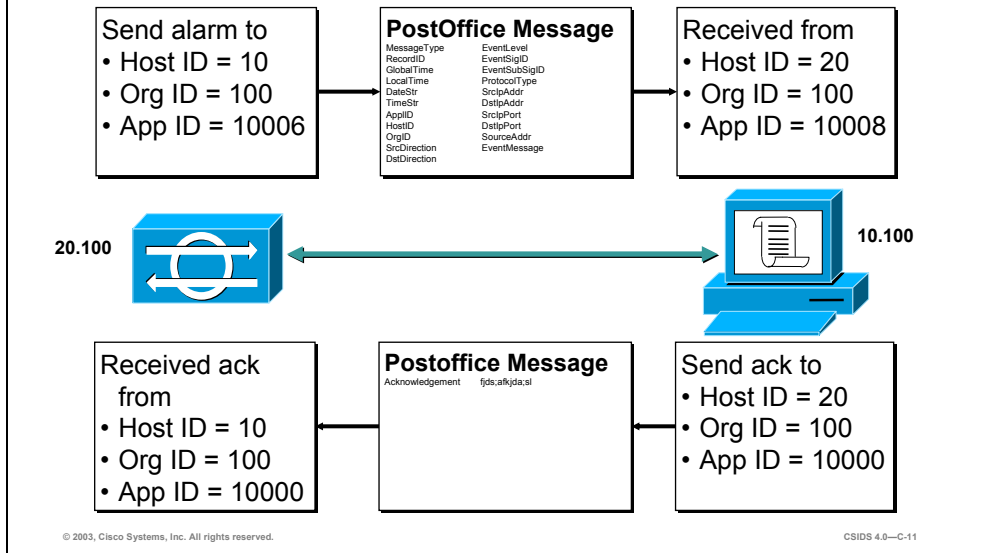 Send alarm to
• Host ID = 10
• Org ID = 100
• App ID = 10006
PostOffice Message
MessageType EventLevel
RecordID EventSigID
GlobalTime EventSubSigID
LocalTime ProtocolType
DateStr SrcIpAddr
TimeStr DstIpAddr
ApplID SrcIpPort
HostID DstIpPort
OrgID SourceAddr
SrcDirection EventMessage
DstDirection
Received from
• Host ID = 20
• Org ID = 100
• App ID = 10008
20.100
10.100
Received ack
from
• Host ID = 10
• Org ID = 100
• App ID = 10000
Postoffice Message
Acknowledgement fjds;afkjda;sl
Send ack to
• Host ID = 20
• Org ID = 100
• App ID = 10000
© 2003, Cisco Systems, Inc. All rights reserved.
CSIDS 4.0—C-11